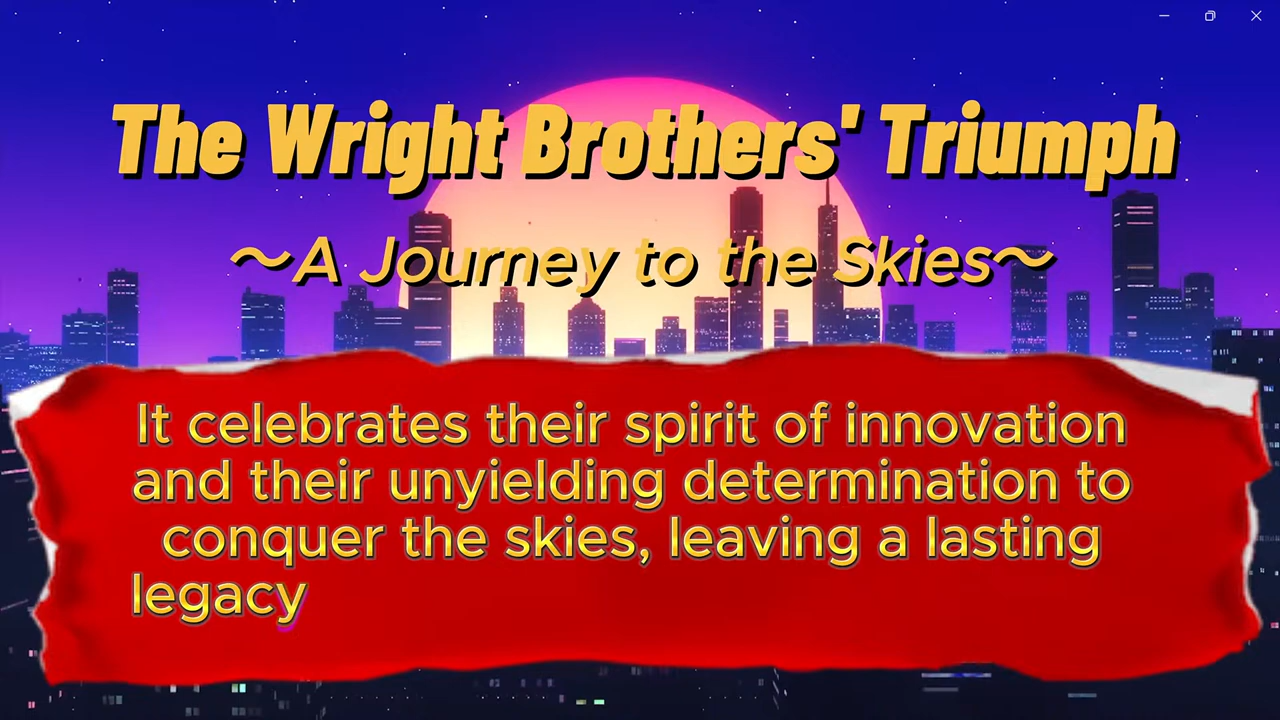 The Wright Brothers' Triumph
～A Journey to the Skies～
It celebrates their spirit of innovation
and their unyielding determination to
conquer the skies, leaving a lasting
legacy